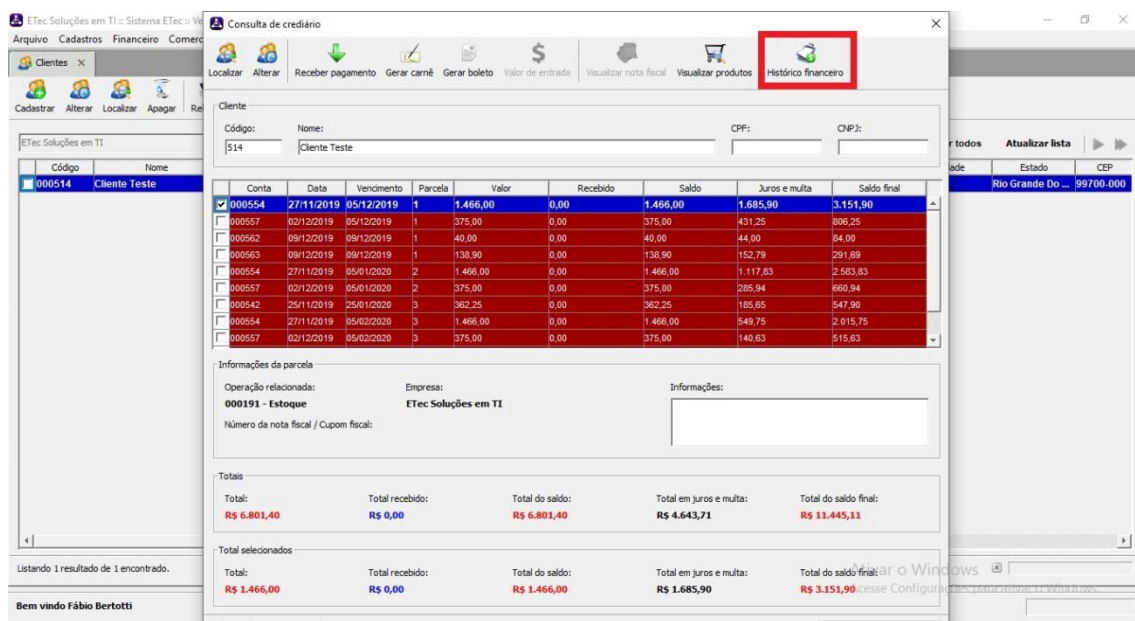 ETec Soluções em TI :: Sistema ETec :: Ve
Consulta de crediário
Arquivo Cadastros Financeiro Comerc
Clientes
Localizar Alterar Receber pagamento Gerar carnê Gerar boleto Valor de entrada Visualizar nota fiscal Visualizar produtos Histórico financeiro
Cadastrar Alterar Localizar Apagar Re
Cliente
Código: Nome: CPF: CNPJ:
514 Cliente Teste
ETec Soluções em TI
r todos Atualizar lista
Código Nome
ade Estado CEP
000514 Cliente Teste
Rio Grande Do ... 99700-000
Conta Data Vencimento Parcela Valor Recebido Saldo Juros e multa Saldo final
000554 27/11/2019 05/12/2019 1 1.466,00 0,00 1.466,00 1.685,90 3.151,90
000557 02/12/2019 05/12/2019 1 375,00 0,00 375,00 431,25 806,25
000562 09/12/2019 09/12/2019 1 40,00 0,00 40,00 44,00 84,00
000563 09/12/2019 09/12/2019 1 138,90 0,00 138,90 152,79 291,69
000554 27/11/2019 05/01/2020 2 1.466,00 0,00 1.466,00 1.117,83 2.583,83
000557 02/12/2019 05/01/2020 2 375,00 0,00 375,00 285,94 660,94
000542 25/11/2019 25/01/2020 3 362,25 0,00 362,25 185,65 547,90
000554 27/11/2019 05/02/2020 3 1.466,00 0,00 1.466,00 549,75 2.015,75
000557 02/12/2019 05/02/2020 3 375,00 0,00 375,00 140,63 515,63
Informações da parcela
Operação relacionada: Empresa: Informações:
000191 - Estoque ETec Soluções em TI
Número da nota fiscal / Cupom fiscal:
Totais
Total: Total recebido: Total do saldo: Total em juros e multa: Total do saldo final:
R$ 6.801,40 R$ 0,00 R$ 6.801,40 R$ 4.643,71 R$ 11.445,11
Total selecionados
Total: Total recebido: Total do saldo: Total em juros e multa: Total do saldo final:
R$ 1.466,00 R$ 0,00 R$ 1.466,00 R$ 1.685,90 R$ 3.151,90
Listando 1 resultado de 1 encontrado.
Ativar o Windows
Acesse Configurações para ativar o Windows.
Bem vindo Fábio Bertotti